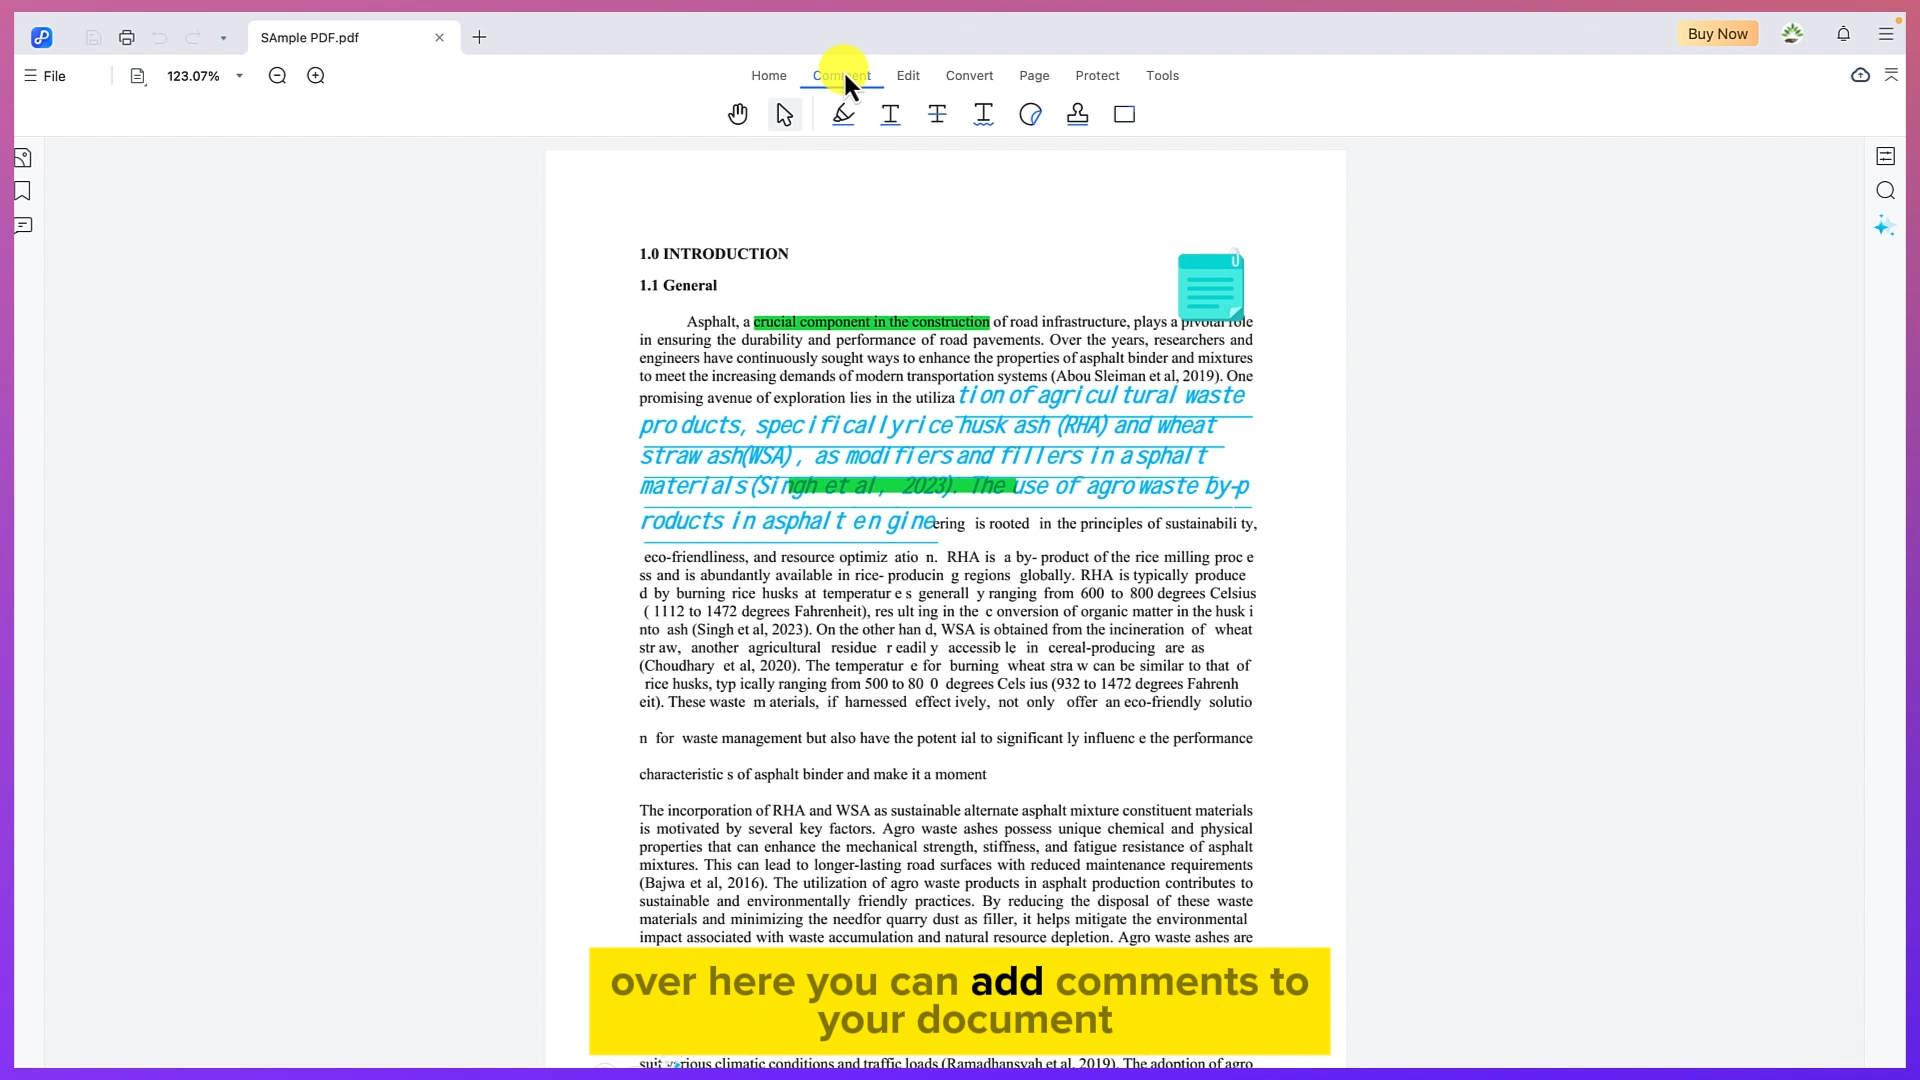 SAmple PDF.pdf
Buy Now
File
123.07%
Home
Comment
Edit
Convert
Page
Protect
Tools
1.0 INTRODUCTION
1.1 General
Asphalt, a crucial component in the construction of road infrastructure, plays a pivotal role
in ensuring the durability and performance of road pavements. Over the years, researchers and
engineers have continuously sought ways to enhance the properties of asphalt binder and mixtures
to meet the increasing demands of modern transportation systems (Abou Sleiman et al, 2019). One
promising avenue of exploration lies in the utiliza tion of agricultural waste
pro ducts, specifically rice husk ash (RHA) and wheat
straw ash(WSA), as modifiers and fillers in asphalt
materials (Singh et al, 2023). The use of agro waste by-p
roducts in asphalt engineering is rooted in the principles of sustainabili ty,
eco-friendliness, and resource optimiz atio n. RHA is a by- product of the rice milling proc e
ss and is abundantly available in rice- producin g regions globally. RHA is typically produce
d by burning rice husks at temperatur e s generall y ranging from 600 to 800 degrees Celsius
( 1112 to 1472 degrees Fahrenheit), res ult ing in the c onversion of organic matter in the husk i
nto ash (Singh et al, 2023). On the other han d, WSA is obtained from the incineration of wheat
str aw, another agricultural residue r eadil y accessib le in cereal-producing are as
(Choudhary et al, 2020). The temperatur e for burning wheat stra w can be similar to that of
rice husks, typ ically ranging from 500 to 80 0 degrees Cels ius (932 to 1472 degrees Fahrenh
eit). These waste m aterials, if harnessed effect ively, not only offer an eco-friendly solutio
n for waste management but also have the potent ial to significant ly influenc e the performance
characteristic s of asphalt binder and make it a moment
The incorporation of RHA and WSA as sustainable alternate asphalt mixture constituent materials
is motivated by several key factors. Agro waste ashes possess unique chemical and physical
properties that can enhance the mechanical strength, stiffness, and fatigue resistance of asphalt
mixtures. This can lead to longer-lasting road surfaces with reduced maintenance requirements
(Bajwa et al, 2016). The utilization of agro waste products in asphalt production contributes to
sustainable and environmentally friendly practices. By reducing the disposal of these waste
materials and minimizing the needfor quarry dust as filler, it helps mitigate the environmental
impact associated with waste accumulation and natural resource depletion. Agro waste ashes are
over here you can add comments to
your document
climatic conditions and traffic loads (Ramadhansyah et al, 2019). The adoption of agro